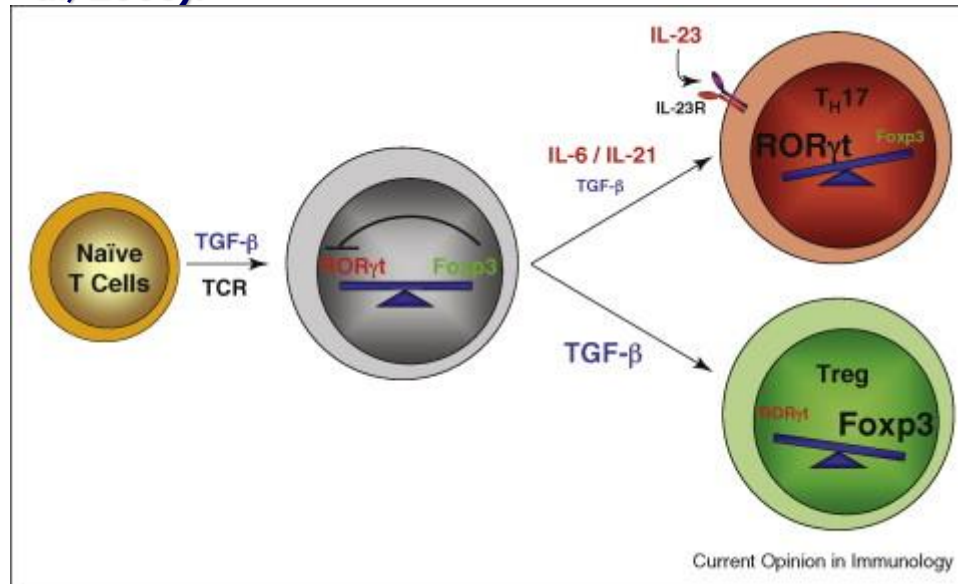 Naïve
T Cells
TGF-β
TCR
RORγt Foxp3
IL-23
IL-23R
IL-6 / IL-21
TGF-β
TH17
RORγt Foxp3
TGF-β
Treg
RORγt Foxp3
Current Opinion in Immunology